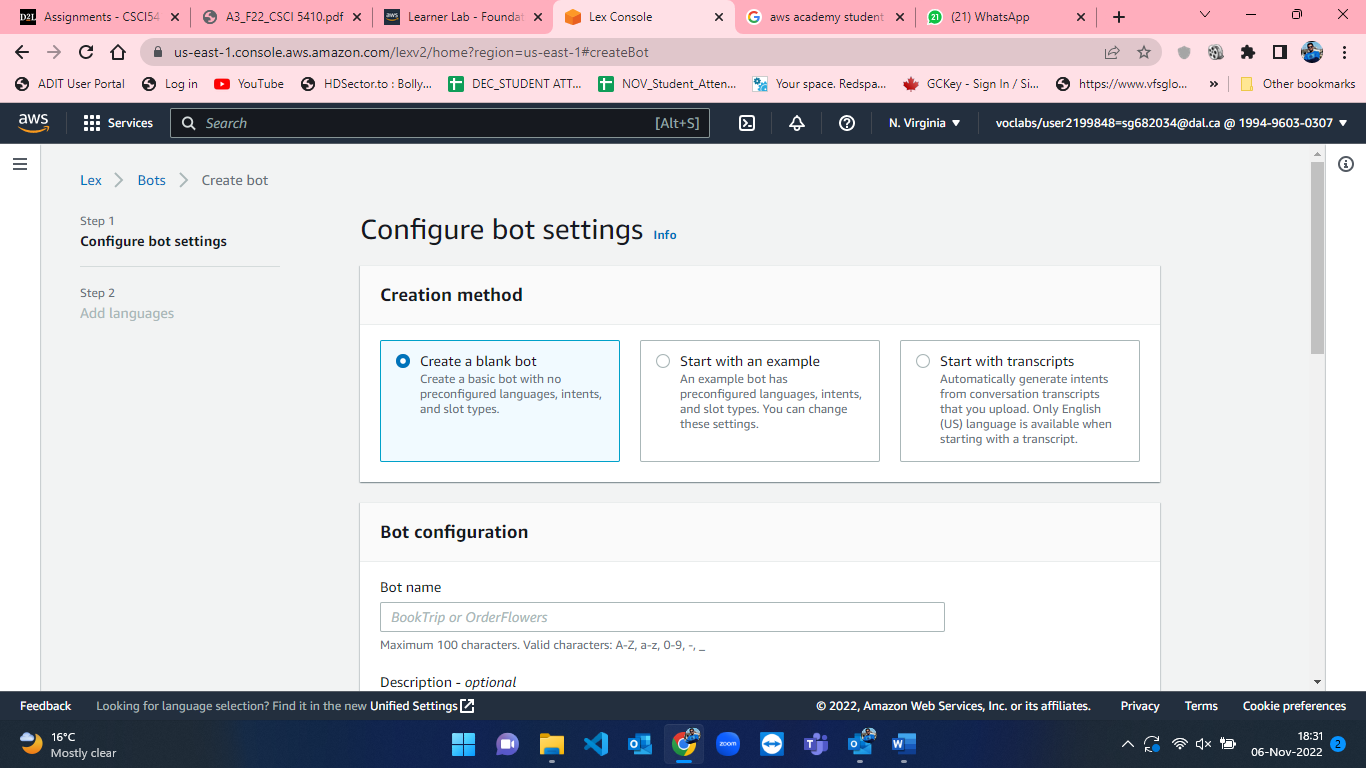 Assignments - CSCI54
A3_F22_CSCI 5410.pdf
Learner Lab - Foundat
Lex Console
aws academy student
(21) WhatsApp
us-east-1.console.aws.amazon.com/lexv2/home?region=us-east-1#createBot
ADIT User Portal
Log in
YouTube
HDSector.to : Bolly...
DEC_STUDENT ATT...
NOV_Student_Atten...
Your space. Redspa...
GCKey - Sign In / Si...
https://www.vfsglo...
»
Other bookmarks
aws
Services
Search
[Alt+S]
N. Virginia
voclabs/user2199848=sg682034@dal.ca @ 1994-9603-0307
Lex
Bots
Create bot
Step 1
Configure bot settings
Step 2
Add languages
Configure bot settings Info
Creation method
Create a blank bot
Create a basic bot with no
preconfigured languages, intents,
and slot types.
Start with an example
An example bot has
preconfigured languages, intents,
and slot types. You can change
these settings.
Start with transcripts
Automatically generate intents
from conversation transcripts
that you upload. Only English
(US) language is available when
starting with a transcript.
Bot configuration
Bot name
BookTrip or OrderFlowers
Maximum 100 characters. Valid characters: A-Z, a-z, 0-9, -, _
Description - optional
Feedback
Looking for language selection? Find it in the new Unified Settings
© 2022, Amazon Web Services, Inc. or its affiliates.
Privacy
Terms
Cookie preferences
16°C
Mostly clear
zoom
18:31
06-Nov-2022
2